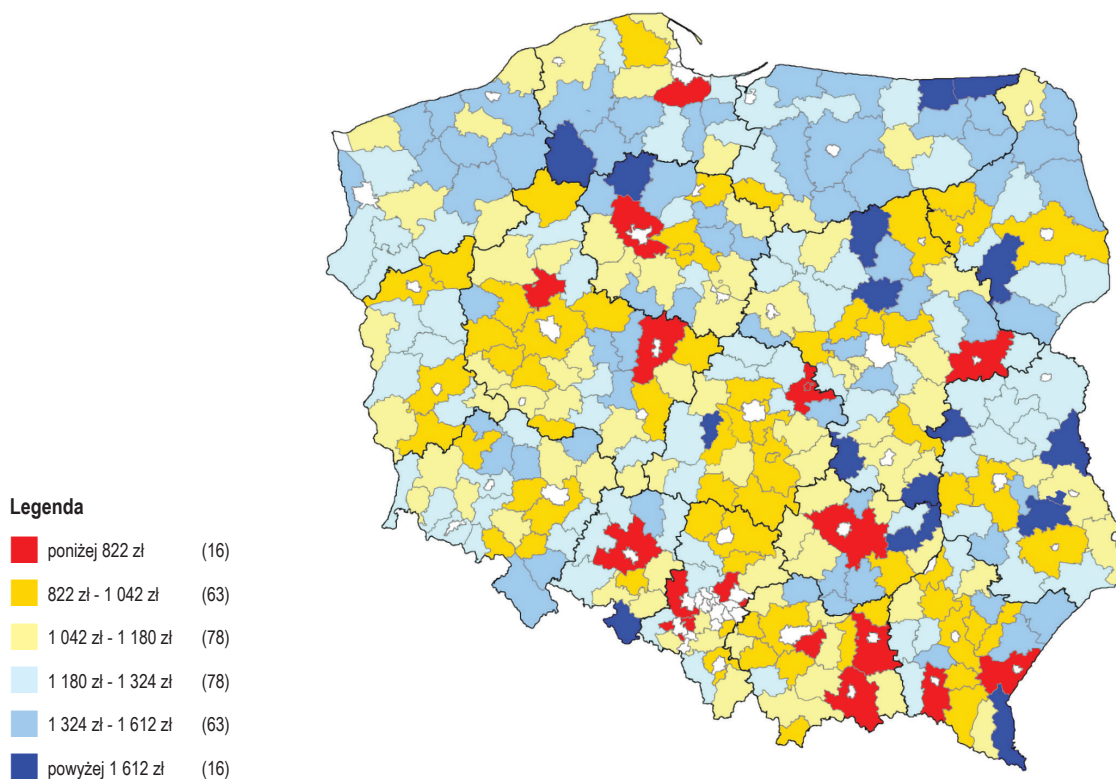 Legenda
poniżej 822 zł (16)
822 zł - 1 042 zł (63)
1 042 zł - 1 180 zł (78)
1 180 zł - 1 324 zł (78)
1 324 zł - 1 612 zł (63)
powyżej 1 612 zł (16)